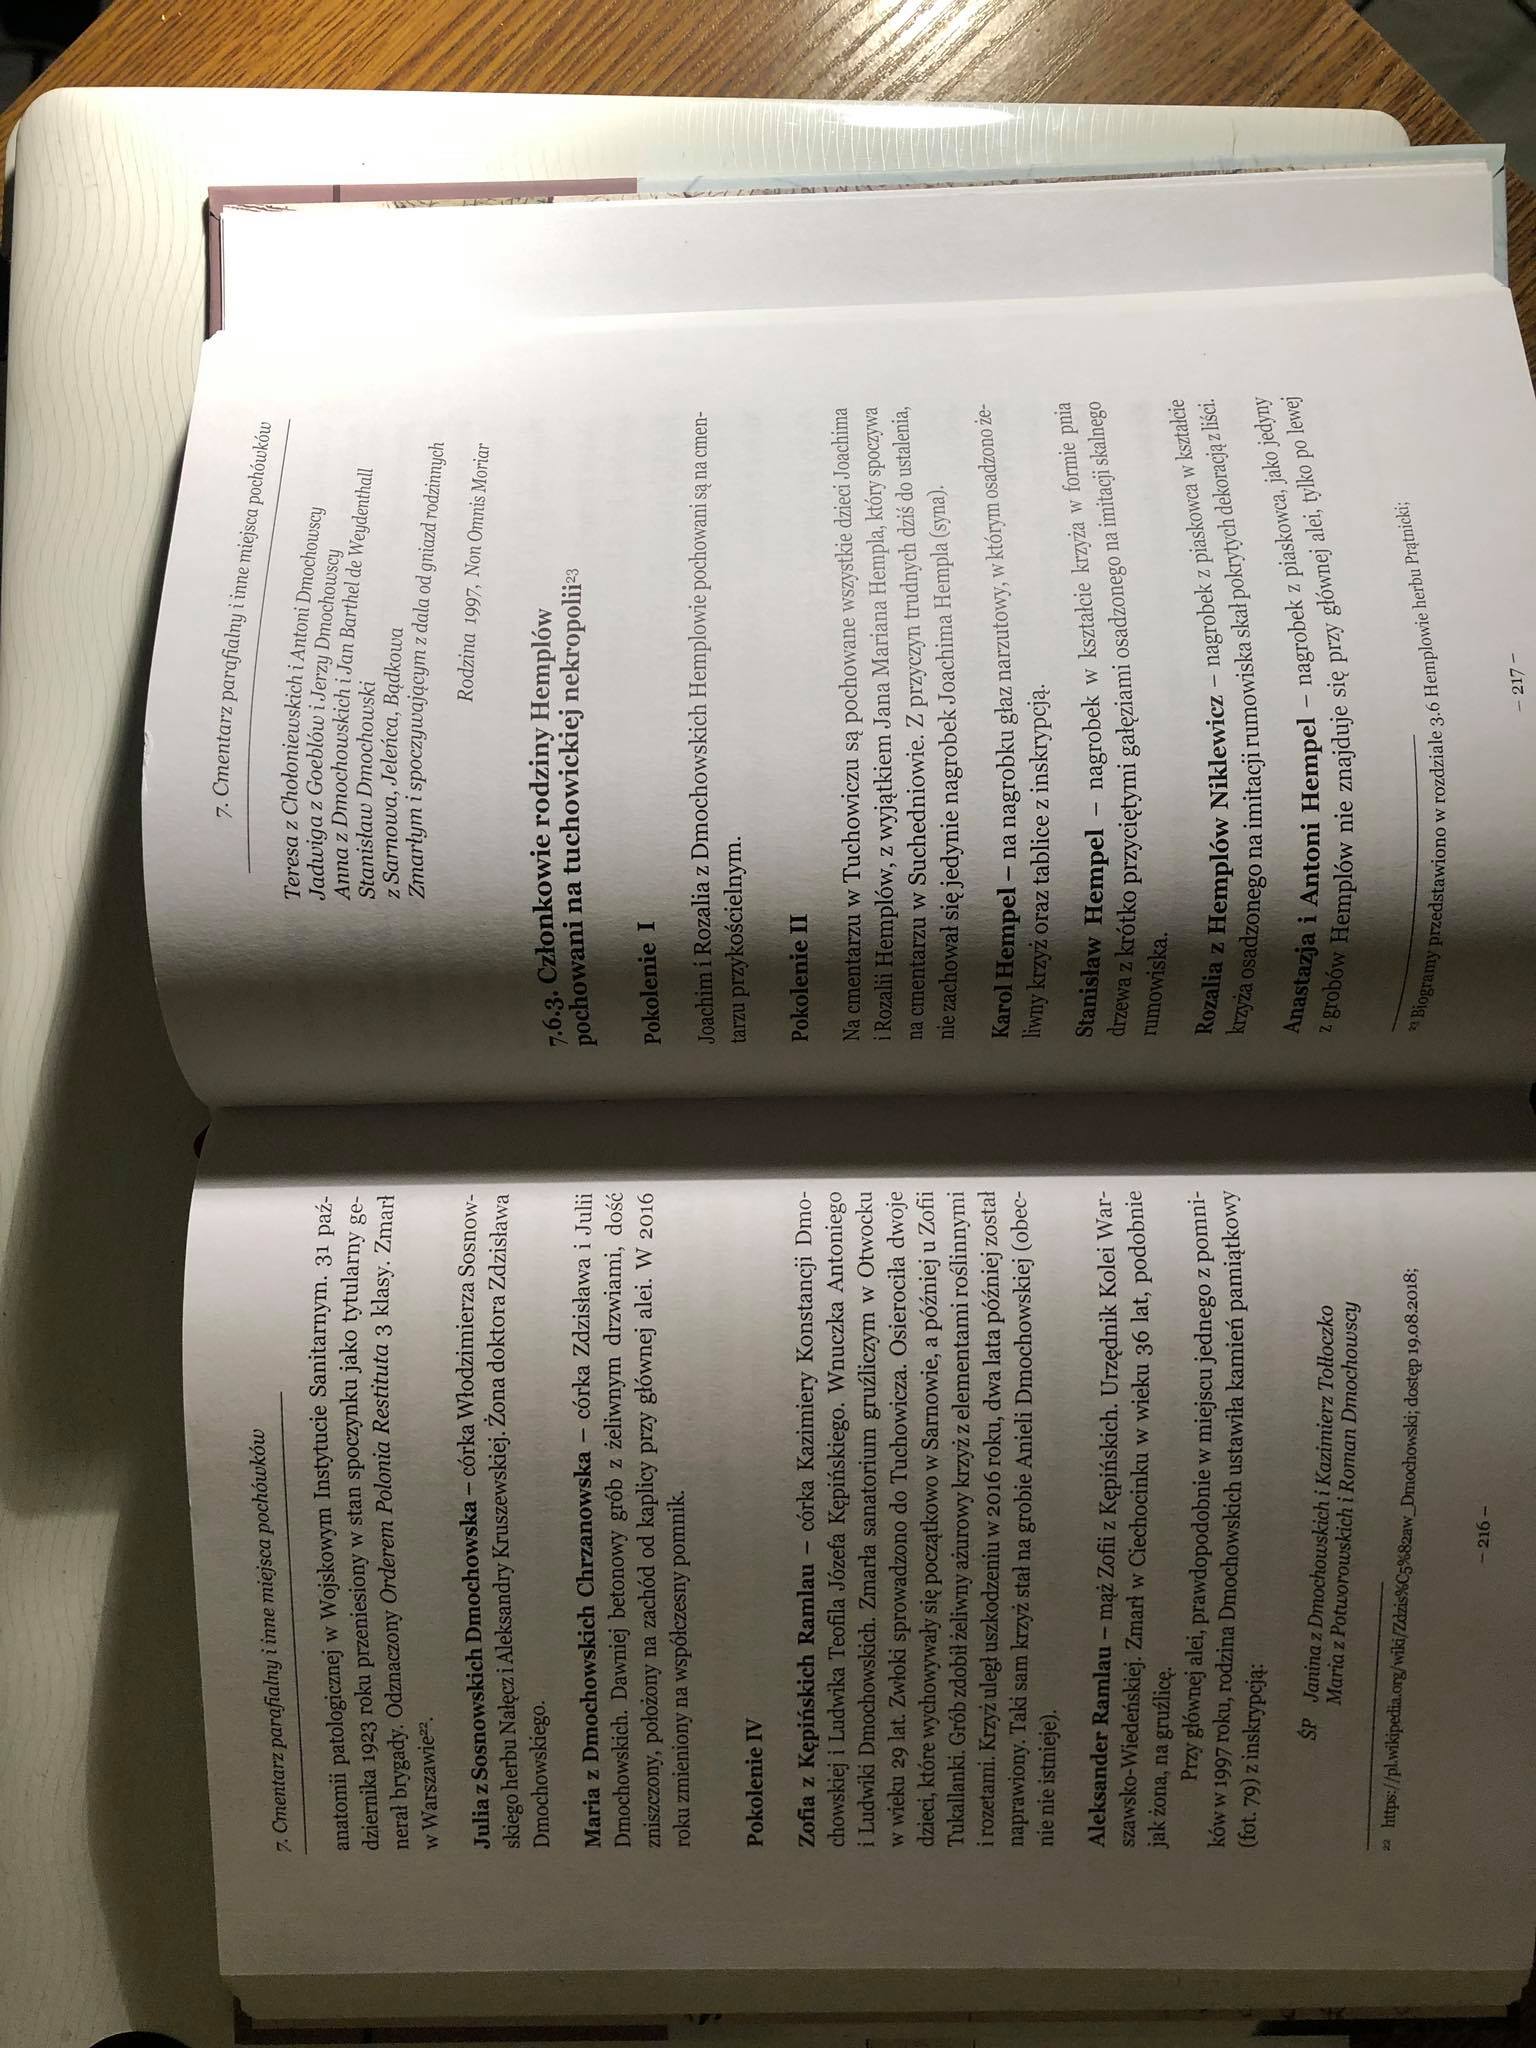 7. Cmentarz parafialny i inne miejsca pochówków
anatomii patologicznej w Wojskowym Instytucie Sanitarnym. 31 paź-
dziernika 1923 roku przeniesiony w stan spoczynku jako tytularny ge-
nerał brygady. Odznaczony Orderem Polonia Restituta 3 klasy. Zmarł
w Warszawie²².
Julia z Sosnowskich Dmochowska – córka Włodzimierza Sosnow-
skiego herbu Nałęcz i Aleksandry Kruszewskiej. Żona doktora Zdzisława
Dmochowskiego.
Maria z Dmochowskich Chrzanowska – córka Zdzisława i Julii
Dmochowskich. Dawniej betonowy grób z żeliwnym drzwiami, dość
zniszczony, położony na zachód od kaplicy przy głównej alei. W 2016
roku zmieniony na współczesny pomnik.
Pokolenie IV
Zofia z Kępińskich Ramlau – córka Kazimiery Konstancji Dmo-
chowskiej i Ludwika Teofila Józefa Kępińskiego. Wnuczka Antoniego
i Ludwiki Dmochowskich. Zmarła sanatorium gruźliczym w Otwocku
w wieku 29 lat. Zwłoki sprowadzono do Tuchowicza. Osierociła dwoje
dzieci, które wychowywały się początkowo w Sarnowie, a później u Zofii
Tukallanki. Grób zdobił żeliwny ażurowy krzyż z elementami roślinnymi
i rozetami. Krzyż uległ uszkodzeniu w 2016 roku, dwa lata później został
naprawiony. Taki sam krzyż stał na grobie Anieli Dmochowskiej (obec-
nie nie istnieje).
Aleksander Ramlau – mąż Zofii z Kępińskich. Urzędnik Kolei War-
szawsko-Wiedeńskiej. Zmarł w Ciechocinku w wieku 36 lat, podobnie
jak żona, na gruźlicę.
Przy głównej alei, prawdopodobnie w miejscu jednego z pomni-
ków w 1997 roku, rodzina Dmochowskich ustawiła kamień pamiątkowy
(fot. 79) z inskrypcją:
ŚP Janina z Dmochowskich i Kazimierz Tołłoczko
Maria z Potworowskich i Roman Dmochowscy
²² https://pl.wikipedia.org/wiki/Zdzis%C5%82aw_Dmochowski; dostęp 19.08.2018;
– 216 –
7. Cmentarz parafialny i inne miejsca pochówków
Teresa z Chołoniewskich i Antoni Dmochowscy
Jadwiga z Goeblów i Jerzy Dmochowscy
Anna z Dmochowskich i Jan Barthel de Weydenthall
Stanisław Dmochowski
z Sarnowa, Jeleńca, Bądkowa
Zmarłym i spoczywającym z dala od gniazd rodzinnych
Rodzina 1997, Non Omnis Moriar
7.6.3. Członkowie rodziny Hemplów
pochowani na tuchowickiej nekropolii²³
Pokolenie I
Joachim i Rozalia z Dmochowskich Hemplowie pochowani są na cmen-
tarzu przykościelnym.
Pokolenie II
Na cmentarzu w Tuchowiczu są pochowane wszystkie dzieci Joachima
i Rozalii Hemplów, z wyjątkiem Jana Mariana Hempla, który spoczywa
na cmentarzu w Suchedniowie. Z przyczyn trudnych dziś do ustalenia,
nie zachował się jedynie nagrobek Joachima Hempla (syna).
Karol Hempel – na nagrobku głaz narzutowy, w którym osadzono że-
liwny krzyż oraz tablice z inskrypcją.
Stanisław Hempel – nagrobek w kształcie krzyża w formie pnia
drzewa z krótko przyciętymi gałęziami osadzonego na imitacji skalnego
rumowiska.
Rozalia z Hemplów Niklewicz – nagrobek z piaskowca w kształcie
krzyża osadzonego na imitacji rumowiska skał pokrytych dekoracją z liści.
Anastazja i Antoni Hempel – nagrobek z piaskowca, jako jedyny
z grobów Hemplów nie znajduje się przy głównej alei, tylko po lewej
²³ Biogramy przedstawiono w rozdziale 3.6 Hemplowie herbu Prątnicki;
– 217 –